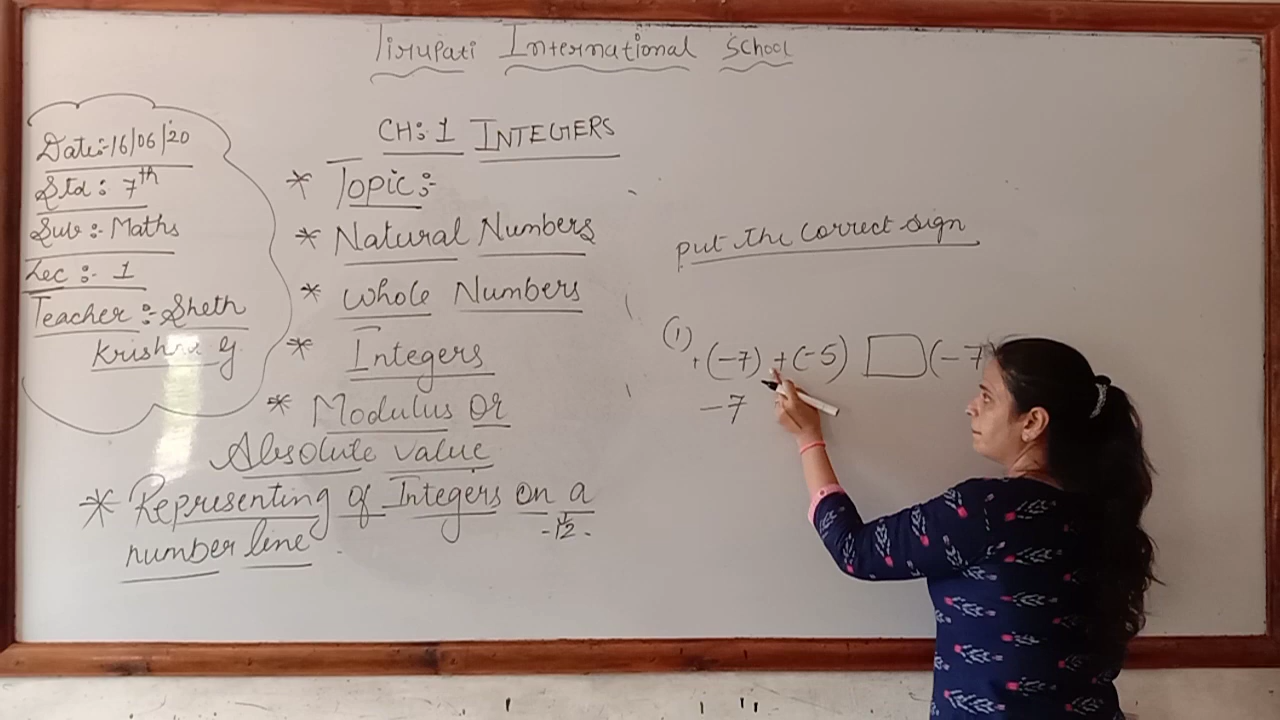 Tirupati International School
Date:-16/06/20
Std : 7th
Sub :- Maths
Lec :- 1
Teacher :- Sheth
Krishna G
CH: 1 INTEGERS
* Topic:-
* Natural Numbers
* Whole Numbers
* Integers
* Modulus Or
Absolute value
* Representing of Integers on a
number line
-12.
put the correct sign
(1)
+(-7) + (-5) □ (-7
-7